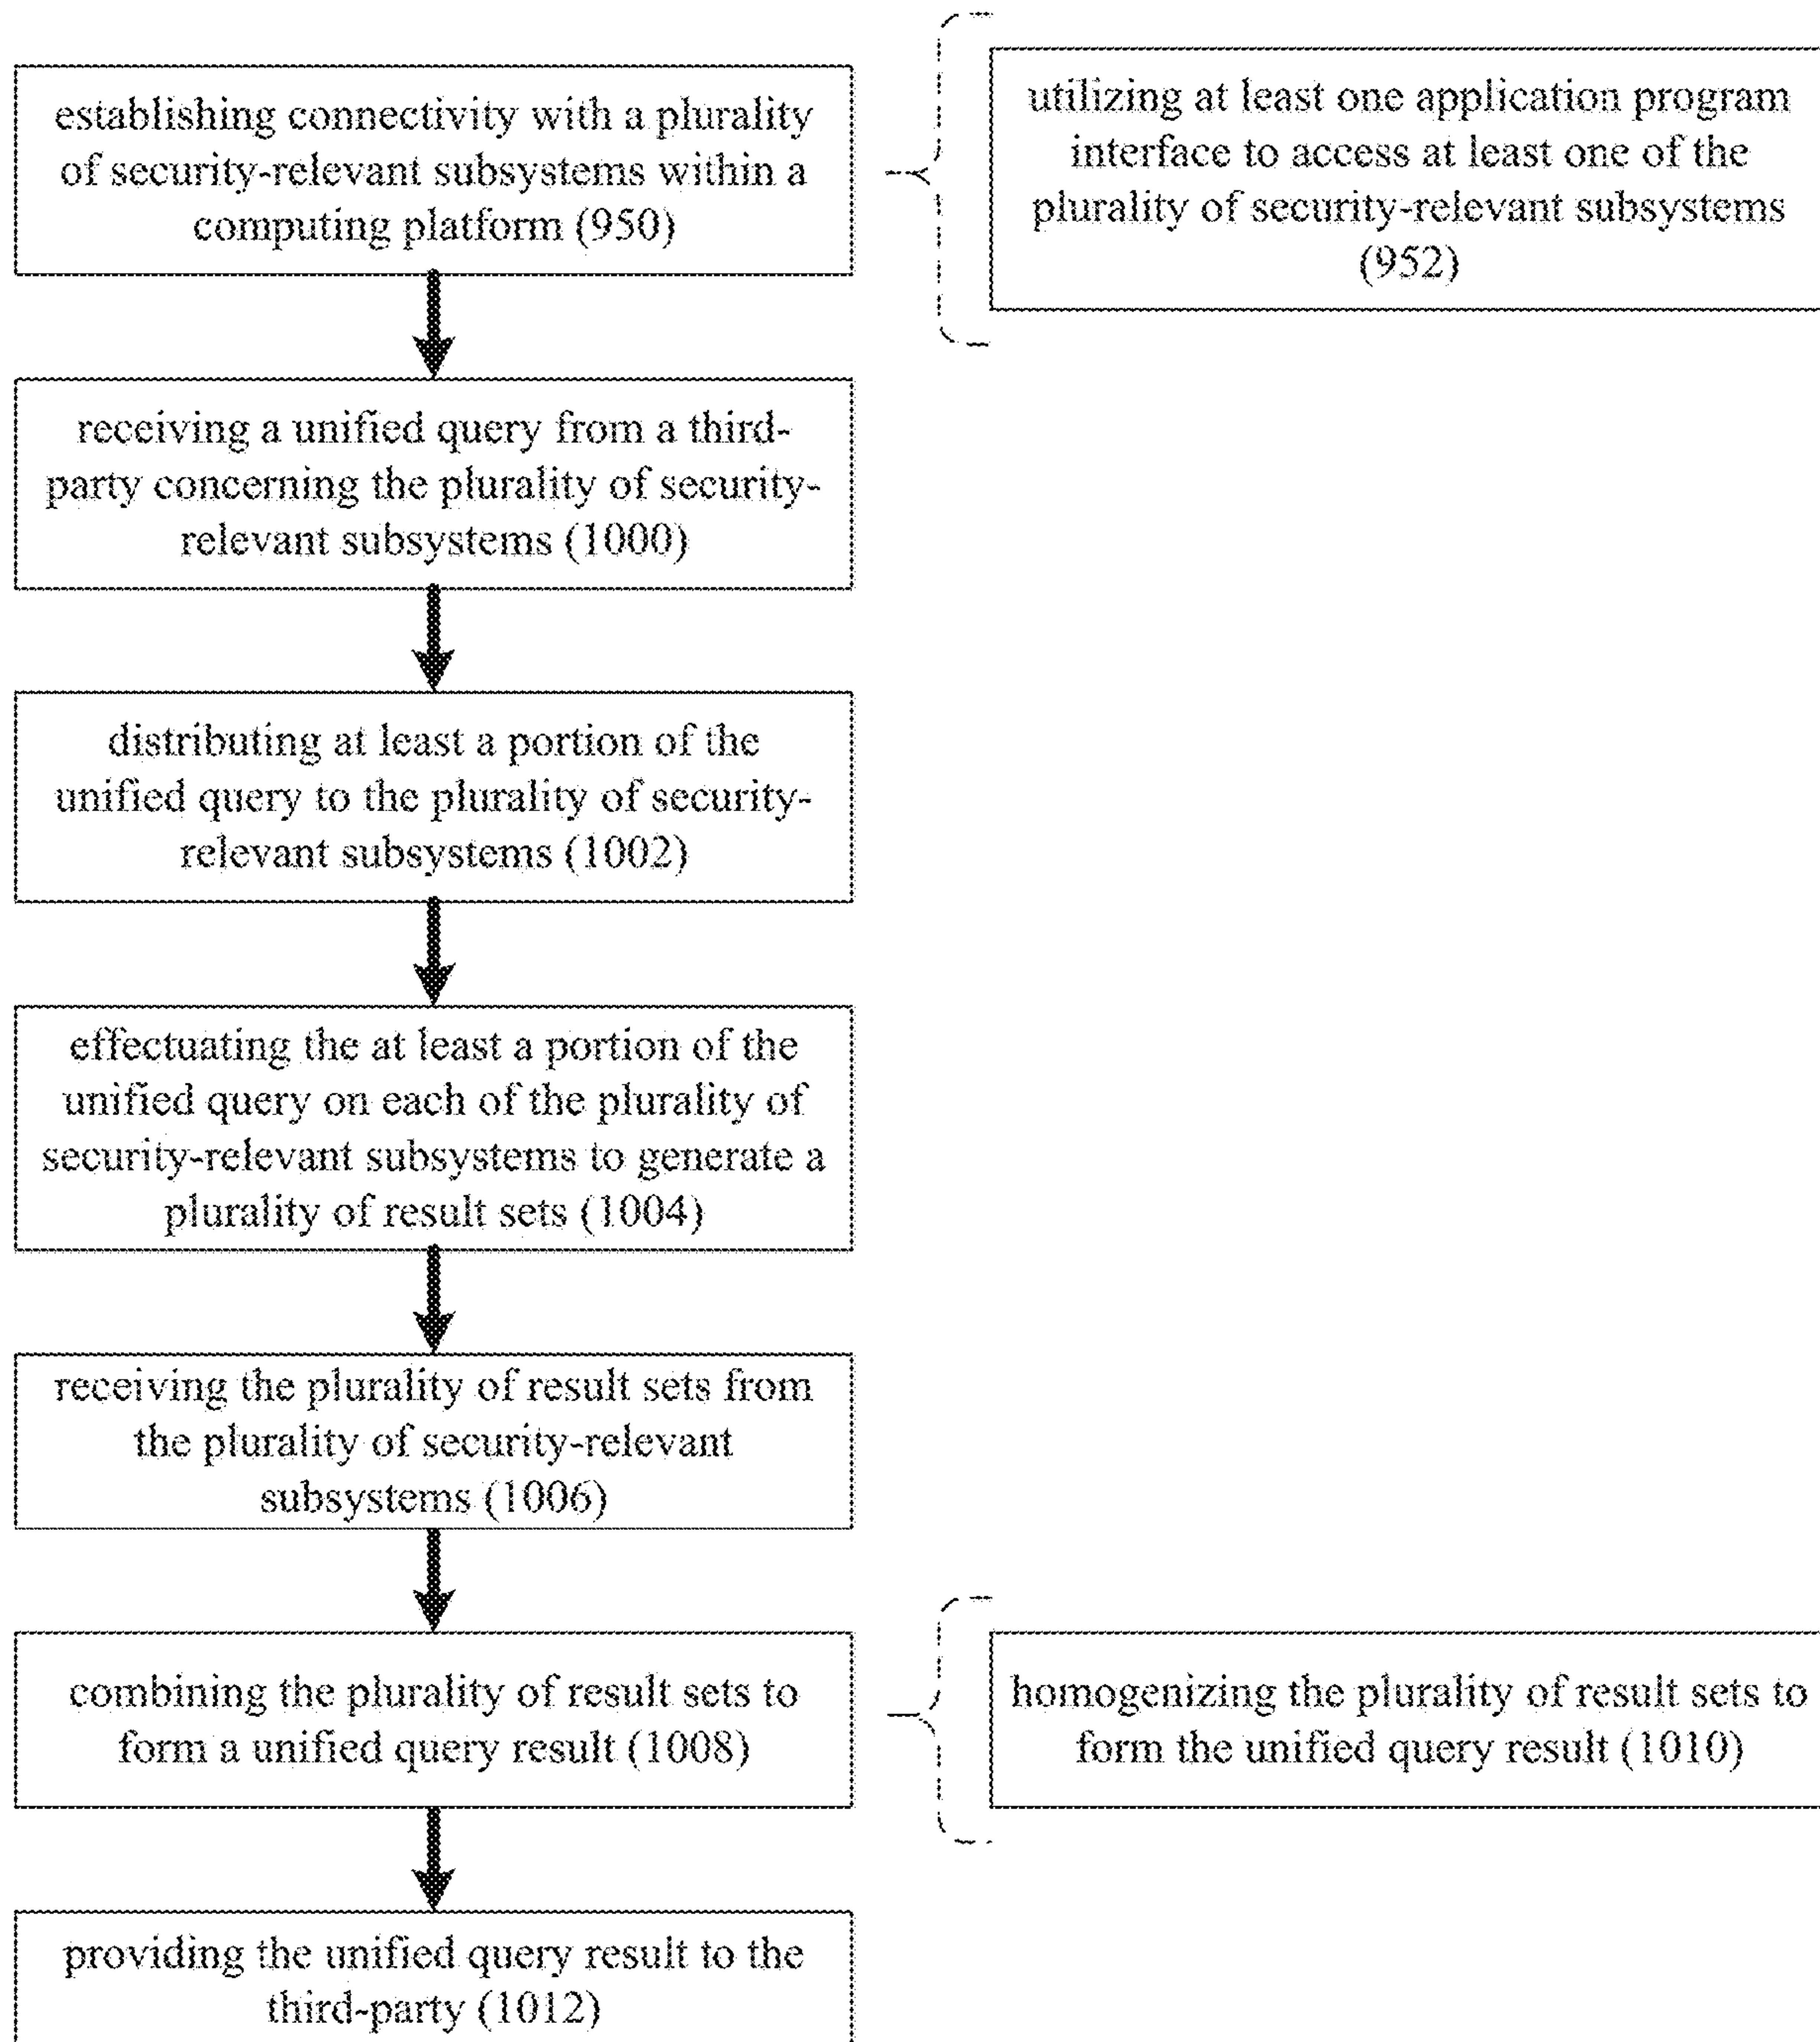 establishing connectivity with a plurality
of security-relevant subsystems within a
computing platform (950)
utilizing at least one application program
interface to access at least one of the
plurality of security-relevant subsystems
(952)
receiving a unified query from a third-
party concerning the plurality of security-
relevant subsystems (1000)
distributing at least a portion of the
unified query to the plurality of security-
relevant subsystems (1002)
effectuating the at least a portion of the
unified query on each of the plurality of
security-relevant subsystems to generate a
plurality of result sets (1004)
receiving the plurality of result sets from
the plurality of security-relevant
subsystems (1006)
combining the plurality of result sets to
form a unified query result (1008)
homogenizing the plurality of result sets to
form the unified query result (1010)
providing the unified query result to the
third-party (1012)